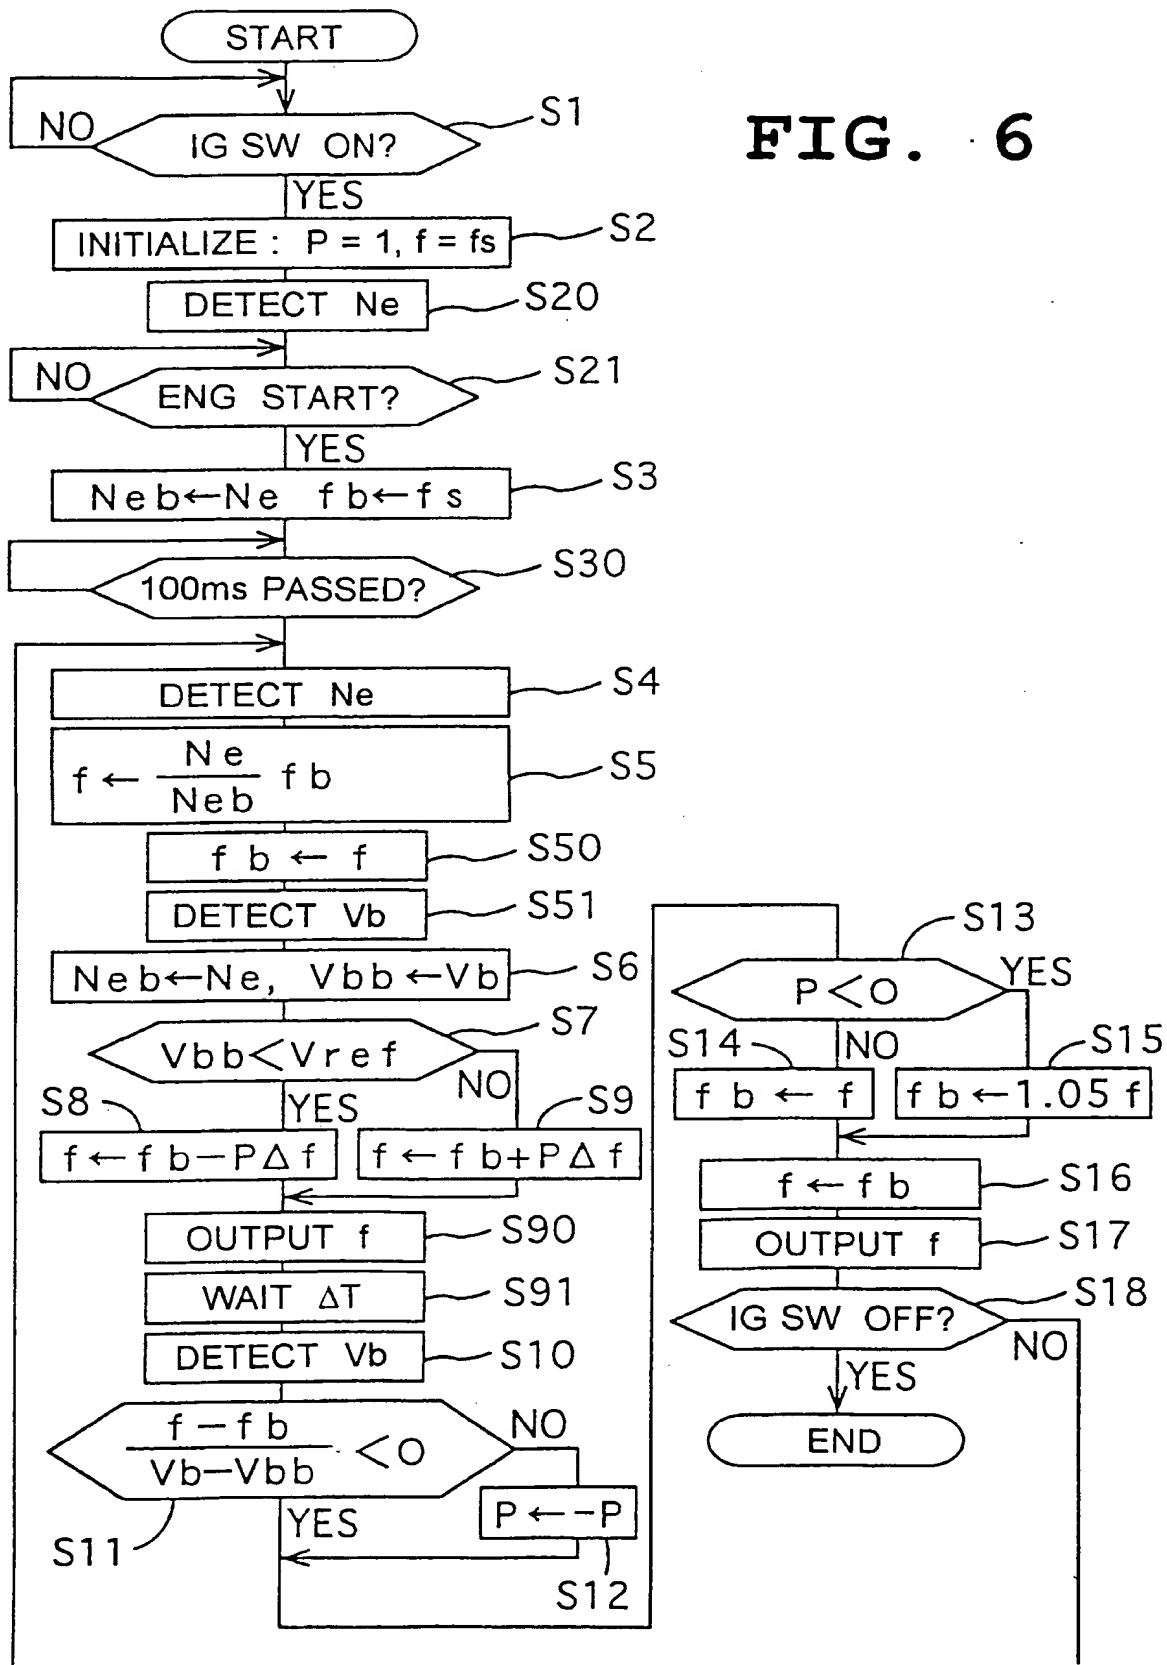 FIG. 6
START
S1
NO
IG SW ON?
YES
S2
INITIALIZE : P = 1, f = fs
S20
DETECT Ne
S21
NO
ENG START?
YES
S3
Neb←Ne fb←fs
S30
100ms PASSED?
S4
DETECT Ne
S5
f ← Ne/Neb fb
S50
fb ← f
S51
DETECT Vb
S6
Neb←Ne, Vbb←Vb
S7
Vbb<Vref
NO
YES
S8
S9
f←fb−PΔf
f←fb+PΔf
S90
OUTPUT f
S91
WAIT ΔT
S10
DETECT Vb
f−fb/Vb−Vbb <0
NO
S11
YES
P←−P
S12
S13
P<0
YES
S14
NO
S15
fb←f
fb←1.05f
S16
f←fb
S17
OUTPUT f
S18
IG SW OFF?
NO
YES
END